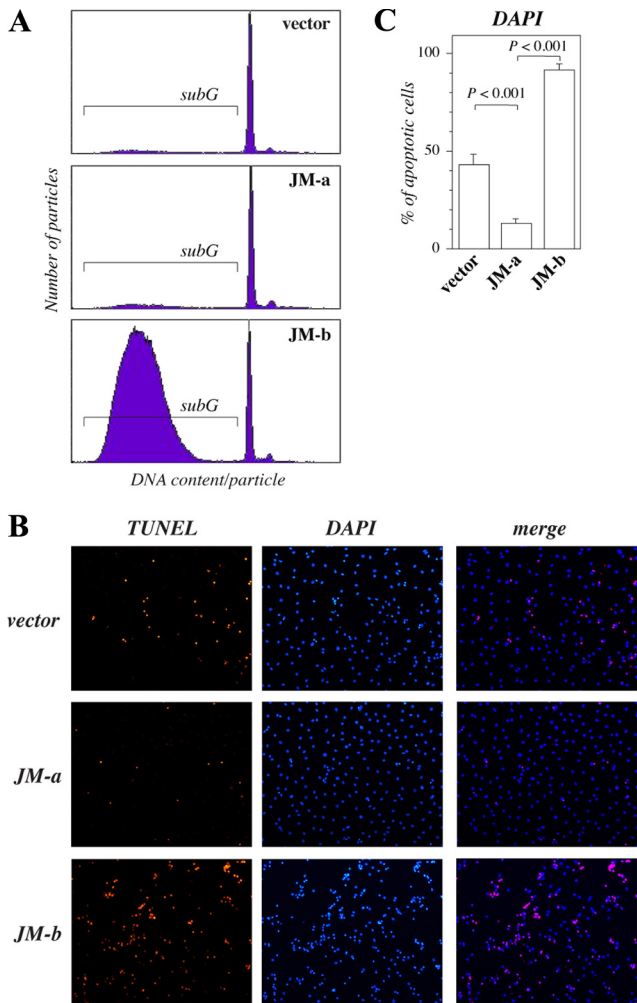 A
vector
subG
JM-a
subG
JM-b
subG
Number of particles
DNA content/particle
C
DAPI
100
50
0
% of apoptotic cells
P < 0.001
P < 0.001
vector
JM-a
JM-b
B
TUNEL
DAPI
merge
vector
JM-a
JM-b